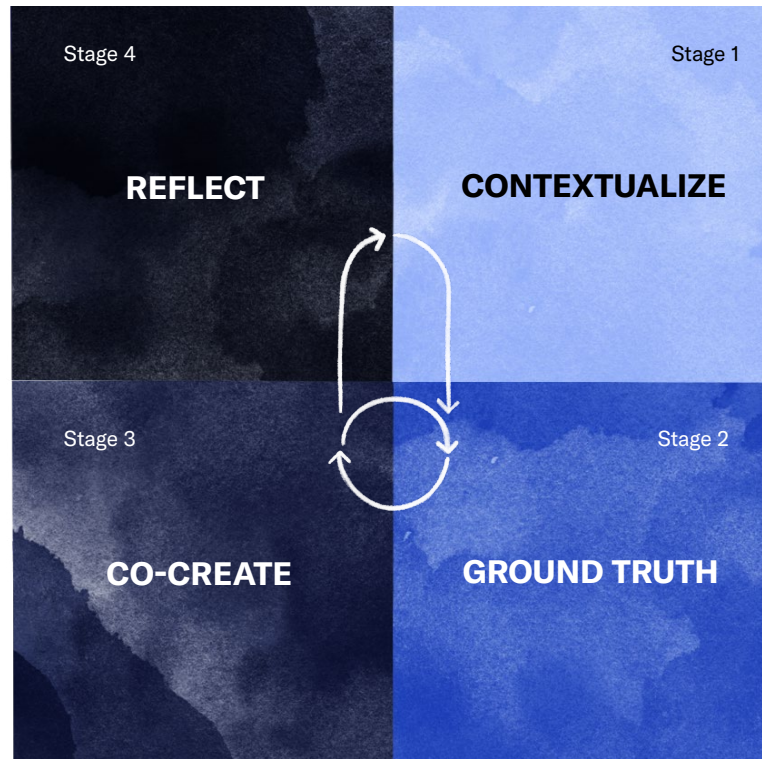 Stage 4
REFLECT
Stage 1
CONTEXTUALIZE
Stage 3
CO-CREATE
Stage 2
GROUND TRUTH